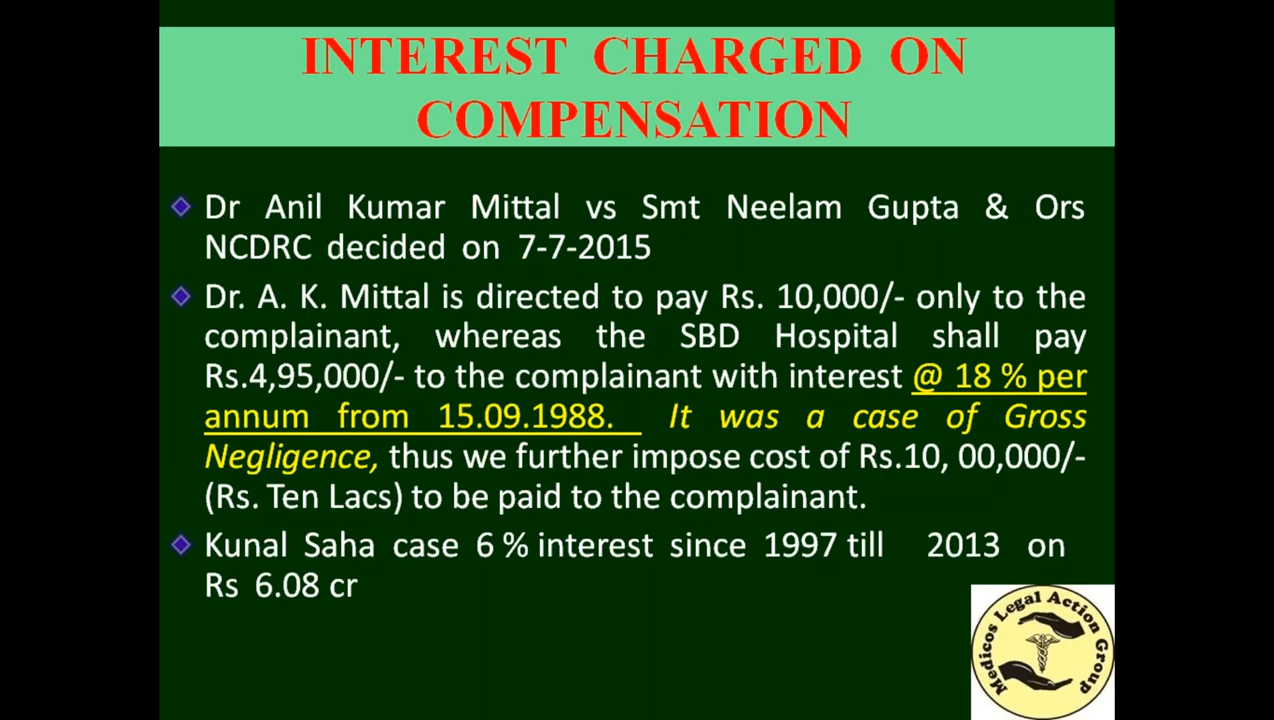 INTEREST CHARGED ON
COMPENSATION
Dr Anil Kumar Mittal vs Smt Neelam Gupta & Ors
NCDRC decided on 7-7-2015
Dr. A. K. Mittal is directed to pay Rs. 10,000/- only to the
complainant, whereas the SBD Hospital shall pay
Rs.4,95,000/- to the complainant with interest @ 18 % per
annum from 15.09.1988. It was a case of Gross
Negligence, thus we further impose cost of Rs.10, 00,000/-
(Rs. Ten Lacs) to be paid to the complainant.
Kunal Saha case 6 % interest since 1997 till 2013 on
Rs 6.08 cr
Medicos Legal Action Group